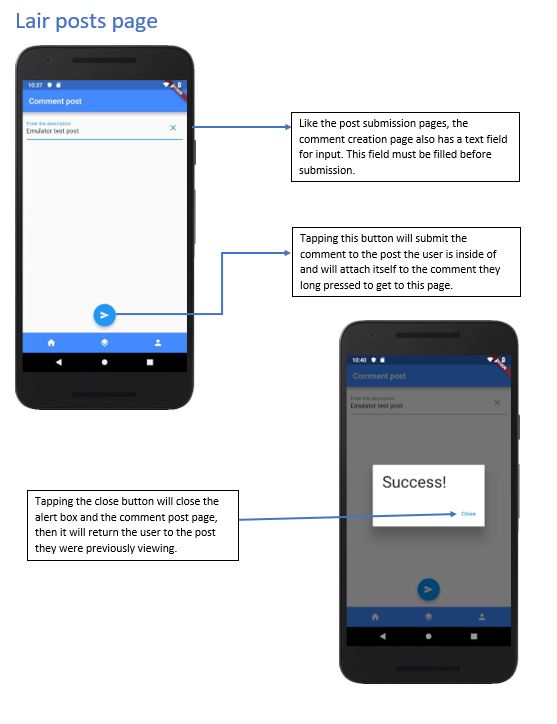 Lair posts page
10:37
Comment post
Enter the description
Emulator test post
Like the post submission pages, the
comment creation page also has a text field
for input. This field must be filled before
submission.
Tapping this button will submit the
comment to the post the user is inside of
and will attach itself to the comment they
long pressed to get to this page.
10:40
Comment post
Enter the description
Emulator test post
Success!
Close
Tapping the close button will close the
alert box and the comment post page,
then it will return the user to the post
they were previously viewing.